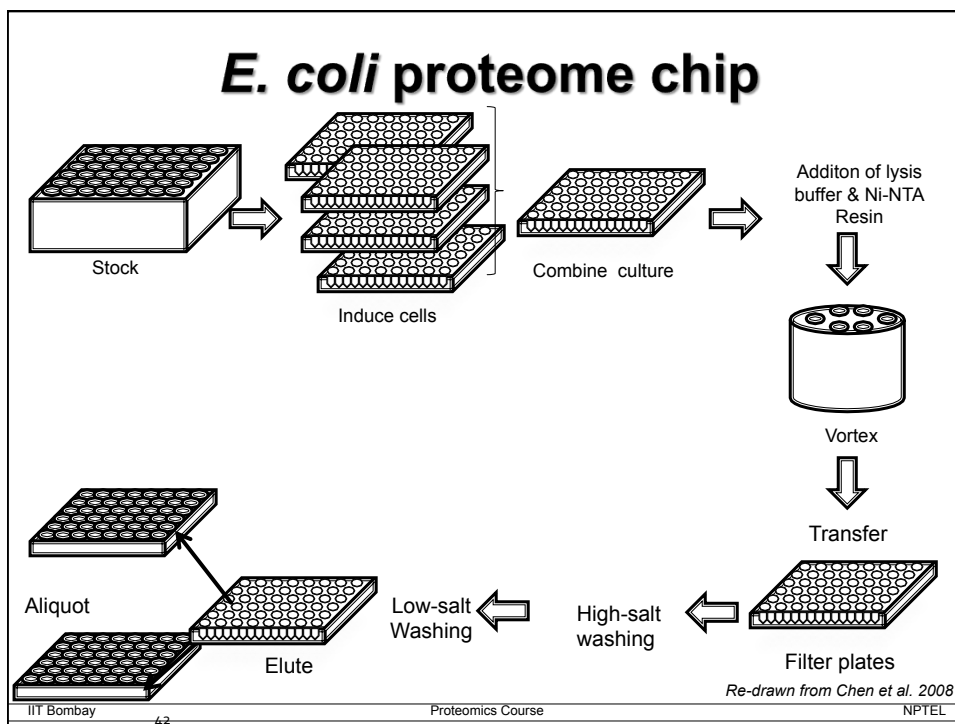 E. coli proteome chip
Stock
Induce cells
Combine culture
Additon of lysis
buffer & Ni-NTA
Resin
Vortex
Transfer
Filter plates
High-salt
washing
Low-salt
Washing
Elute
Aliquot
Re-drawn from Chen et al. 2008
IIT Bombay
42
Proteomics Course
NPTEL